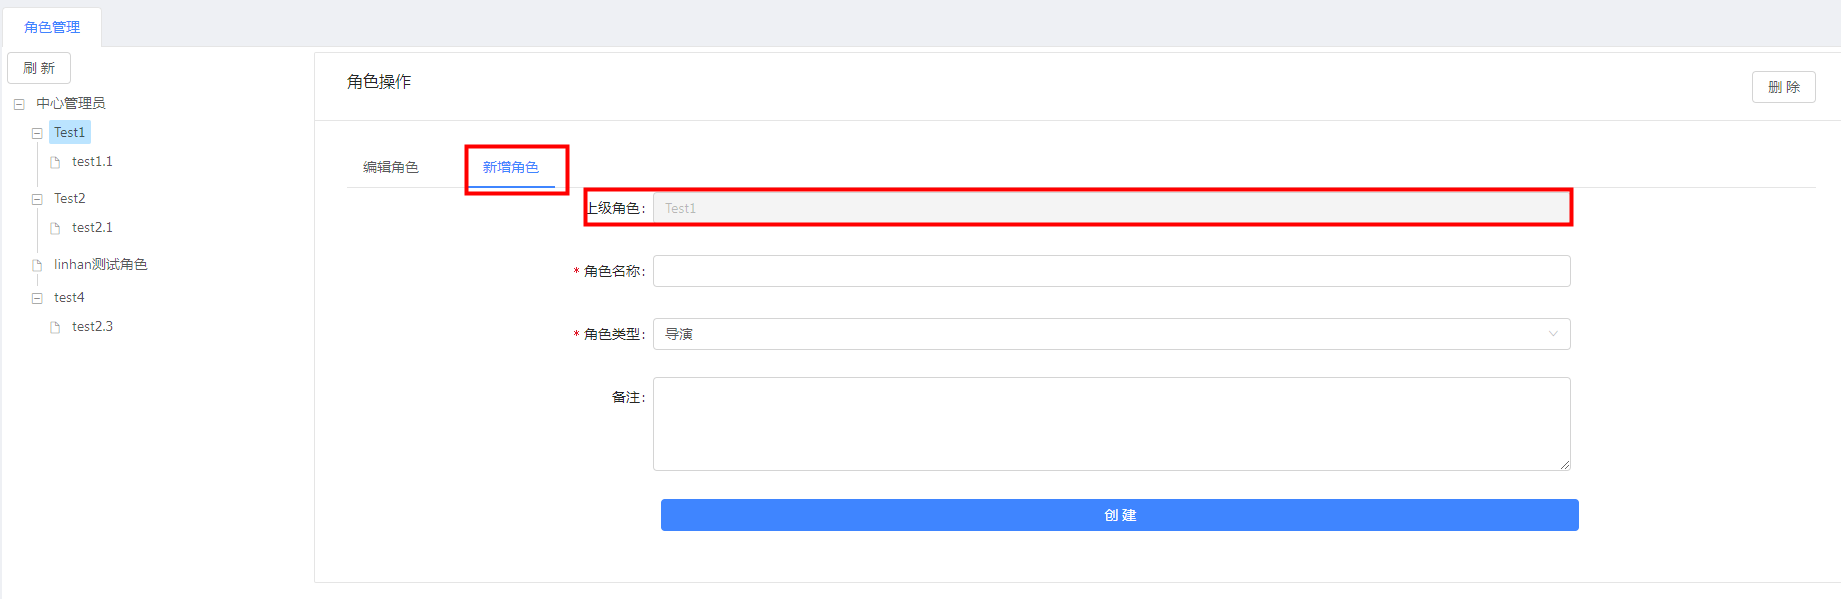 角色管理
刷 新
中心管理员
Test1
test1.1
Test2
test2.1
linhan测试角色
test4
test2.3
角色操作
删 除
编辑角色
新增角色
上级角色： Test1
* 角色名称：
* 角色类型： 导演
备注：
创 建